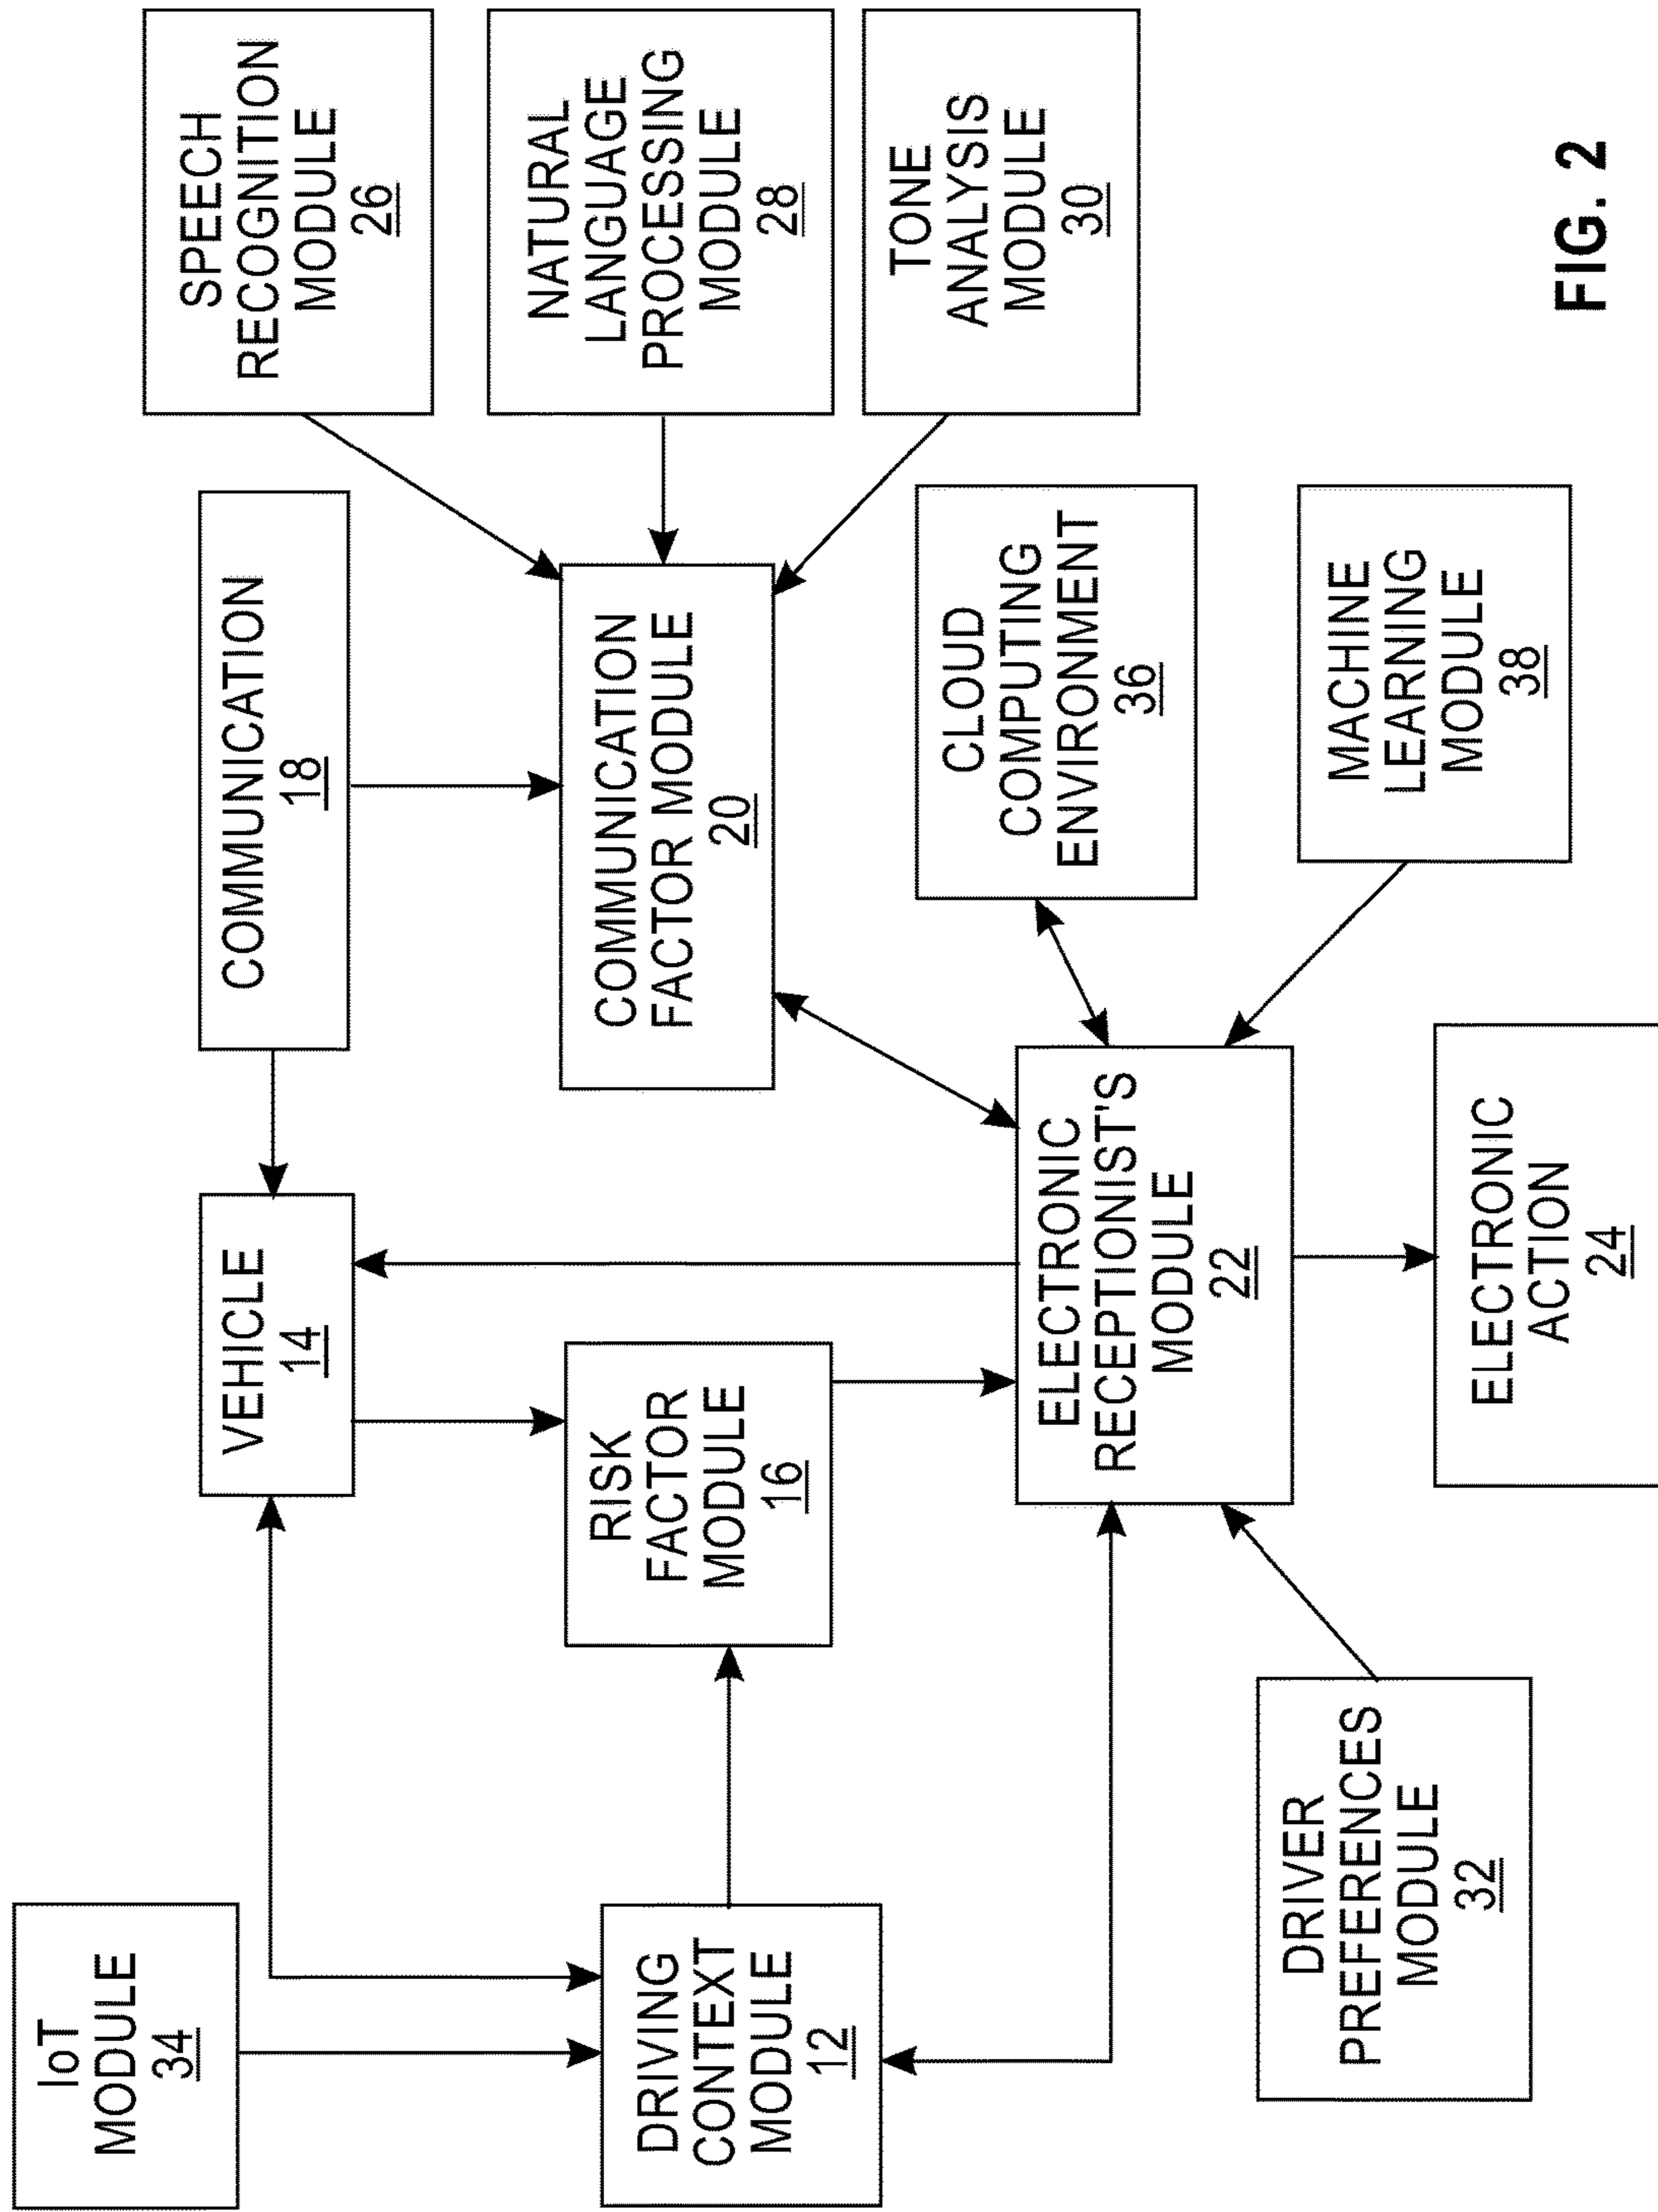 IoT
MODULE
34
VEHICLE
14
COMMUNICATION
18
SPEECH
RECOGNITION
MODULE
26
DRIVING
CONTEXT
MODULE
12
RISK
FACTOR
MODULE
16
COMMUNICATION
FACTOR MODULE
20
NATURAL
LANGUAGE
PROCESSING
MODULE
28
TONE
ANALYSIS
MODULE
30
ELECTRONIC
RECEPTIONIST'S
MODULE
22
CLOUD
COMPUTING
ENVIRONMENT
36
DRIVER
PREFERENCES
MODULE
32
MACHINE
LEARNING
MODULE
38
ELECTRONIC
ACTION
24
FIG. 2